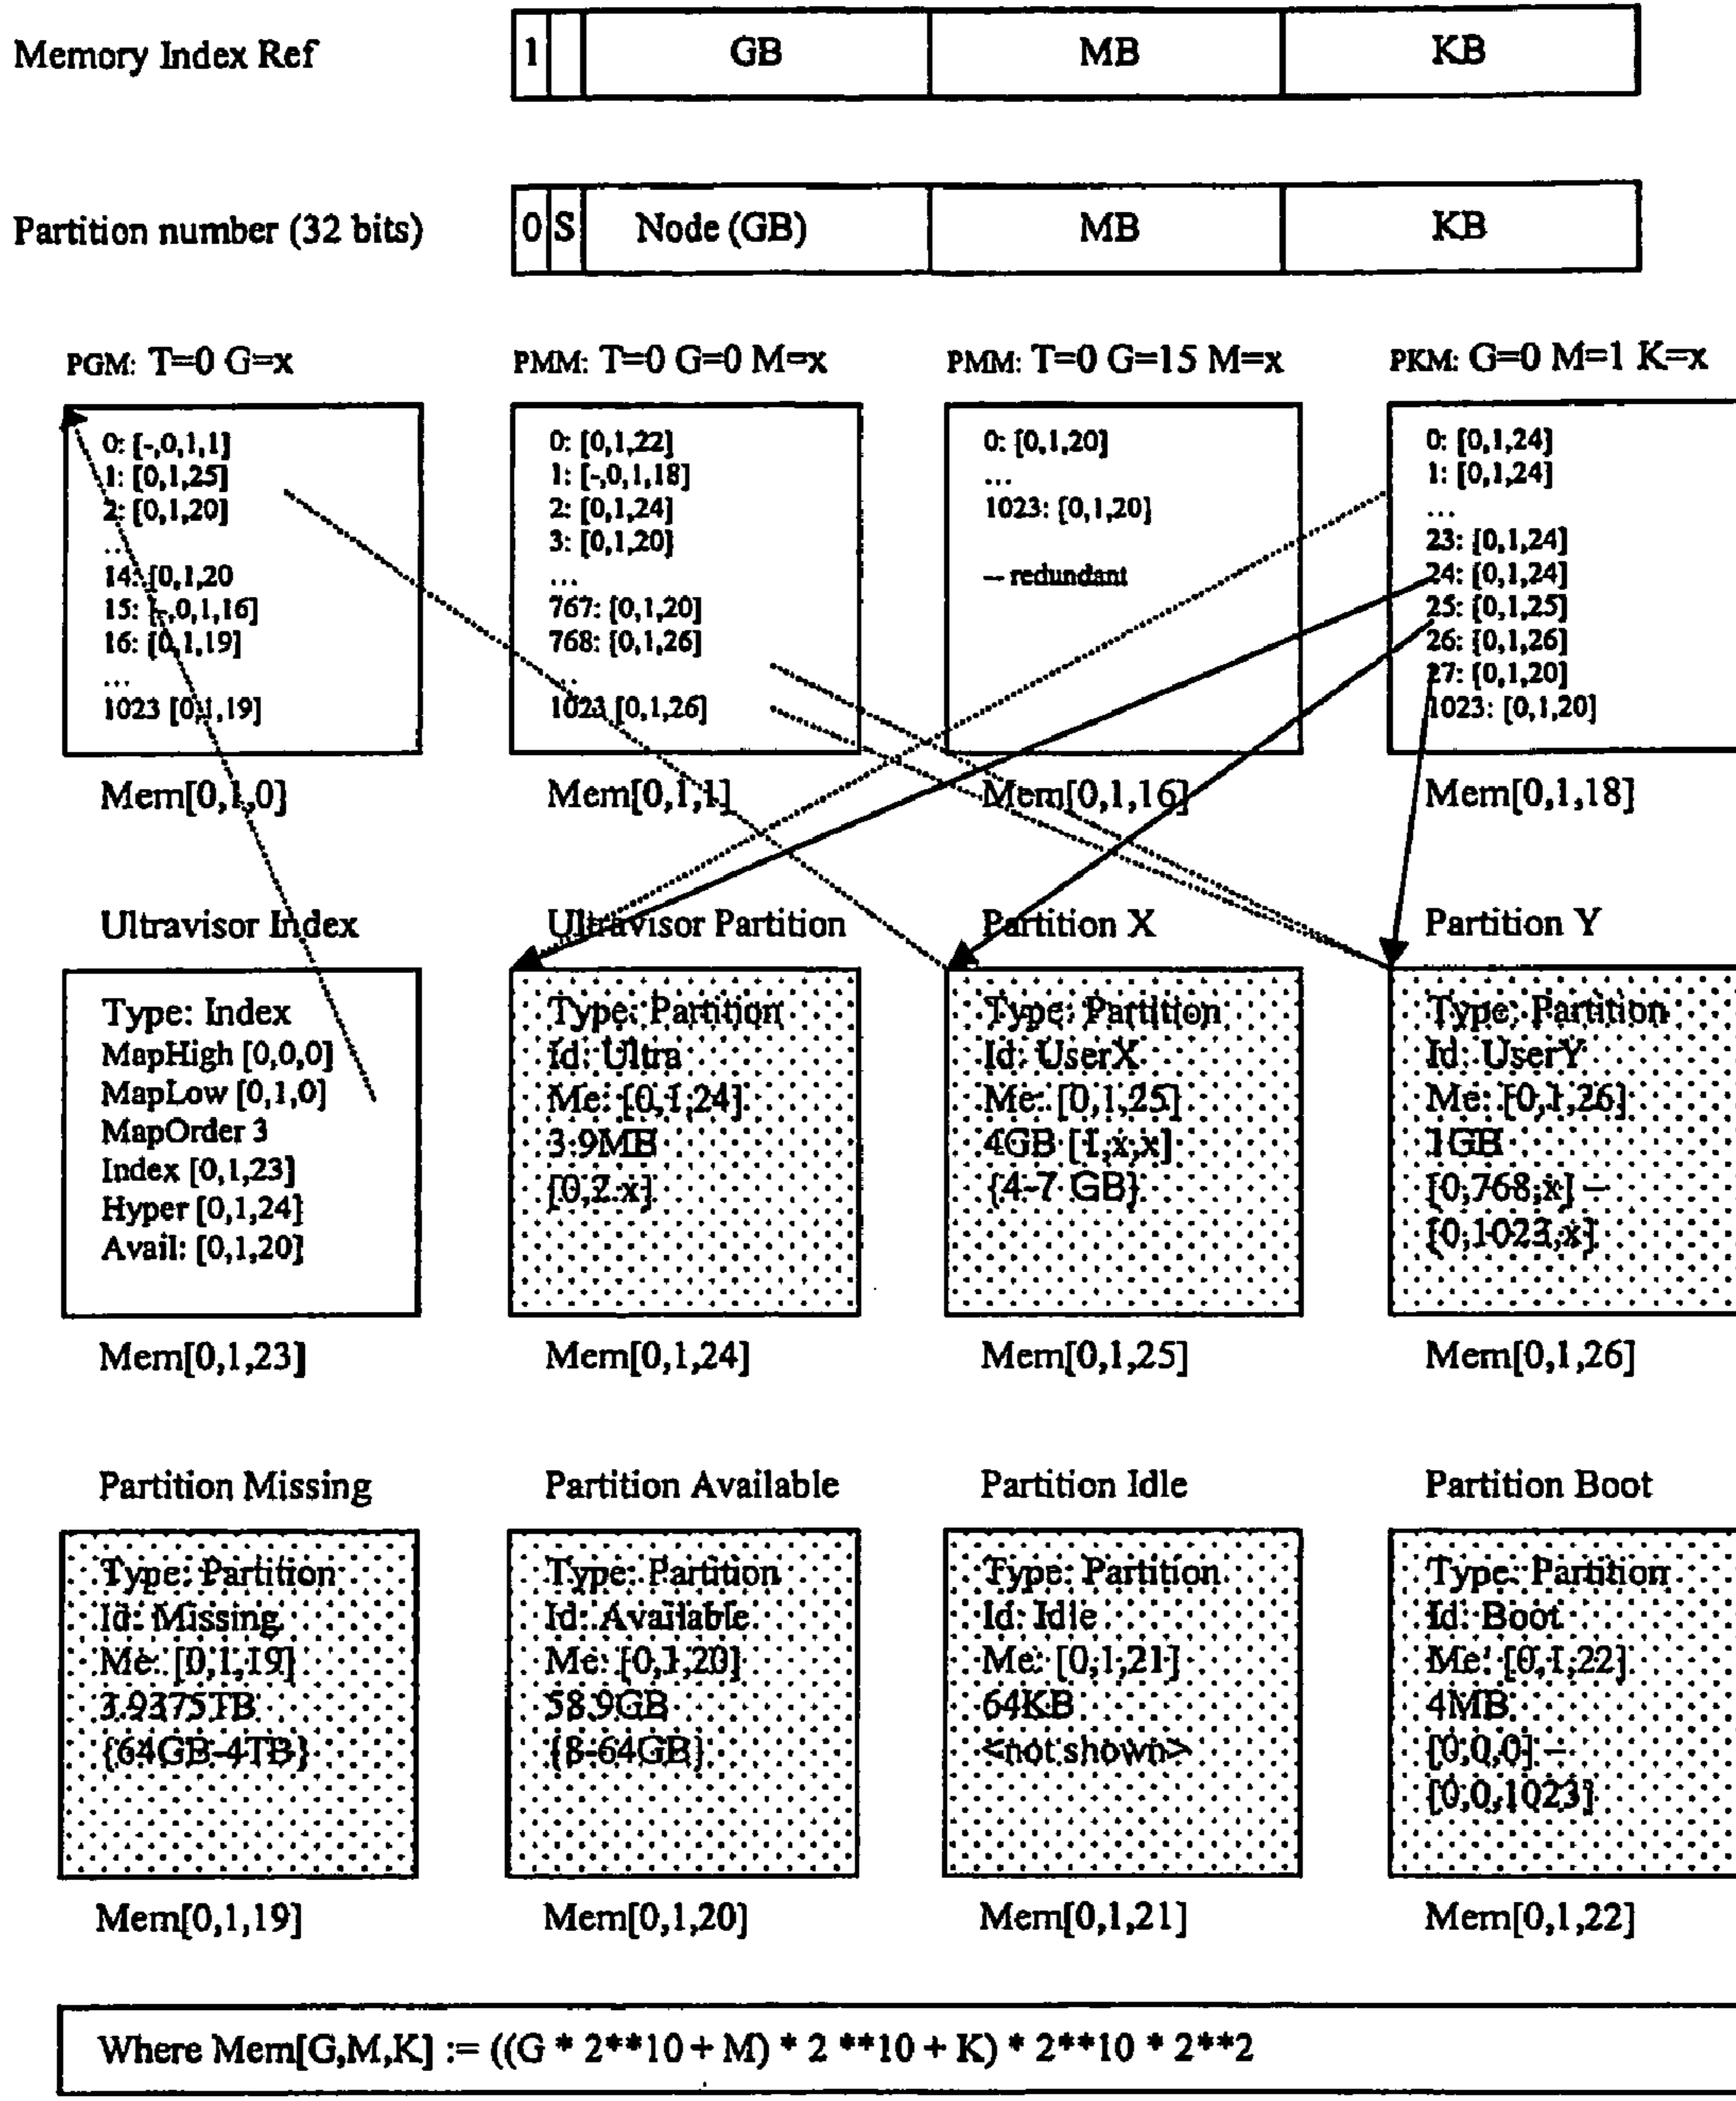 Memory Index Ref
1 GB MB KB
Partition number (32 bits)
0 S Node (GB) MB KB
PGM: T=0 G=x
0: [-,0,1,1]
1: [0,1,25]
2: [0,1,20]
...
14: [0,1,20
15: [-,0,1,16]
16: [0,1,19]
...
1023 [0,1,19]
Mem[0,1,0]
PMM: T=0 G=0 M=x
0: [0,1,22]
1: [-,0,1,18]
2: [0,1,24]
3: [0,1,20]
...
767: [0,1,20]
768: [0,1,26]
...
1023 [0,1,26]
Mem[0,1,1]
PMM: T=0 G=15 M=x
0: [0,1,20]
...
1023: [0,1,20]
-- redundant
Mem[0,1,16]
PKM: G=0 M=1 K=x
0: [0,1,24]
1: [0,1,24]
...
23: [0,1,24]
24: [0,1,24]
25: [0,1,25]
26: [0,1,26]
27: [0,1,20]
1023: [0,1,20]
Mem[0,1,18]
Ultravisor Index
Type: Index
MapHigh [0,0,0]
MapLow [0,1,0]
MapOrder 3
Index [0,1,23]
Hyper [0,1,24]
Avail: [0,1,20]
Mem[0,1,23]
Ultravisor Partition
Type: Partition
Id: Ultra
Me: [0,1,24]
3.9MB
[0,2.x]
Mem[0,1,24]
Partition X
Type: Partition
Id: UserX
Me: [0,1,25]
4GB [1,x,x]
{4-7 GB}
Mem[0,1,25]
Partition Y
Type: Partition
Id: UserY
Me: [0,1,26]
1GB
[0,768,x] –
[0,1023,x]
Mem[0,1,26]
Partition Missing
Type: Partition
Id: Missing
Me: [0,1,19]
3.9375TB
{64GB-4TB}
Mem[0,1,19]
Partition Available
Type: Partition
Id: Available
Me: [0,1,20]
58.9GB
{8-64GB}
Mem[0,1,20]
Partition Idle
Type: Partition
Id: Idle
Me: [0,1,21]
64KB
<not shown>
Mem[0,1,21]
Partition Boot
Type: Partition
Id: Boot
Me: [0,1,22]
4MB
[0,0,0] –
[0,0,1023]
Mem[0,1,22]
Where Mem[G,M,K] := ((G * 2**10 + M) * 2 **10 + K) * 2**10 * 2**2